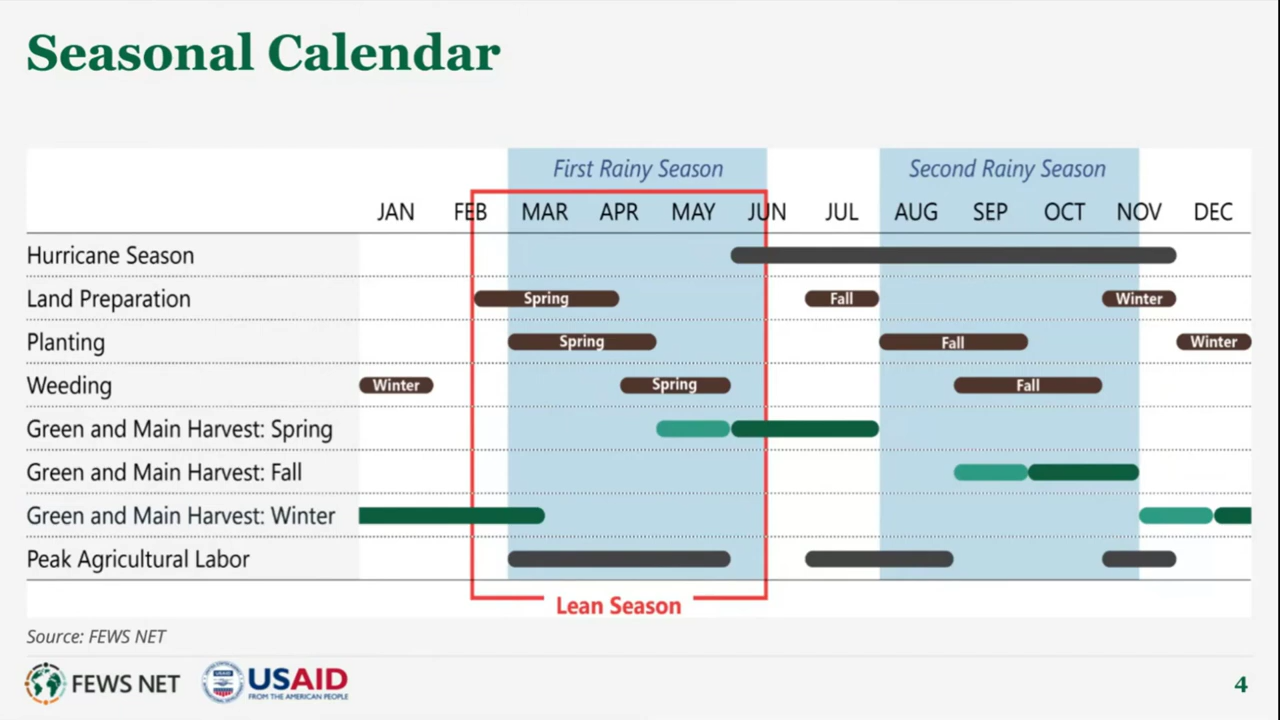 Seasonal Calendar
First Rainy Season Second Rainy Season
JAN FEB MAR APR MAY JUN JUL AUG SEP OCT NOV DEC
Hurricane Season
Land Preparation Spring Fall Winter
Planting Spring Fall Winter
Weeding Winter Spring Fall
Green and Main Harvest: Spring
Green and Main Harvest: Fall
Green and Main Harvest: Winter
Peak Agricultural Labor
Lean Season
Source: FEWS NET
FEWS NET USAID
FROM THE AMERICAN PEOPLE
4